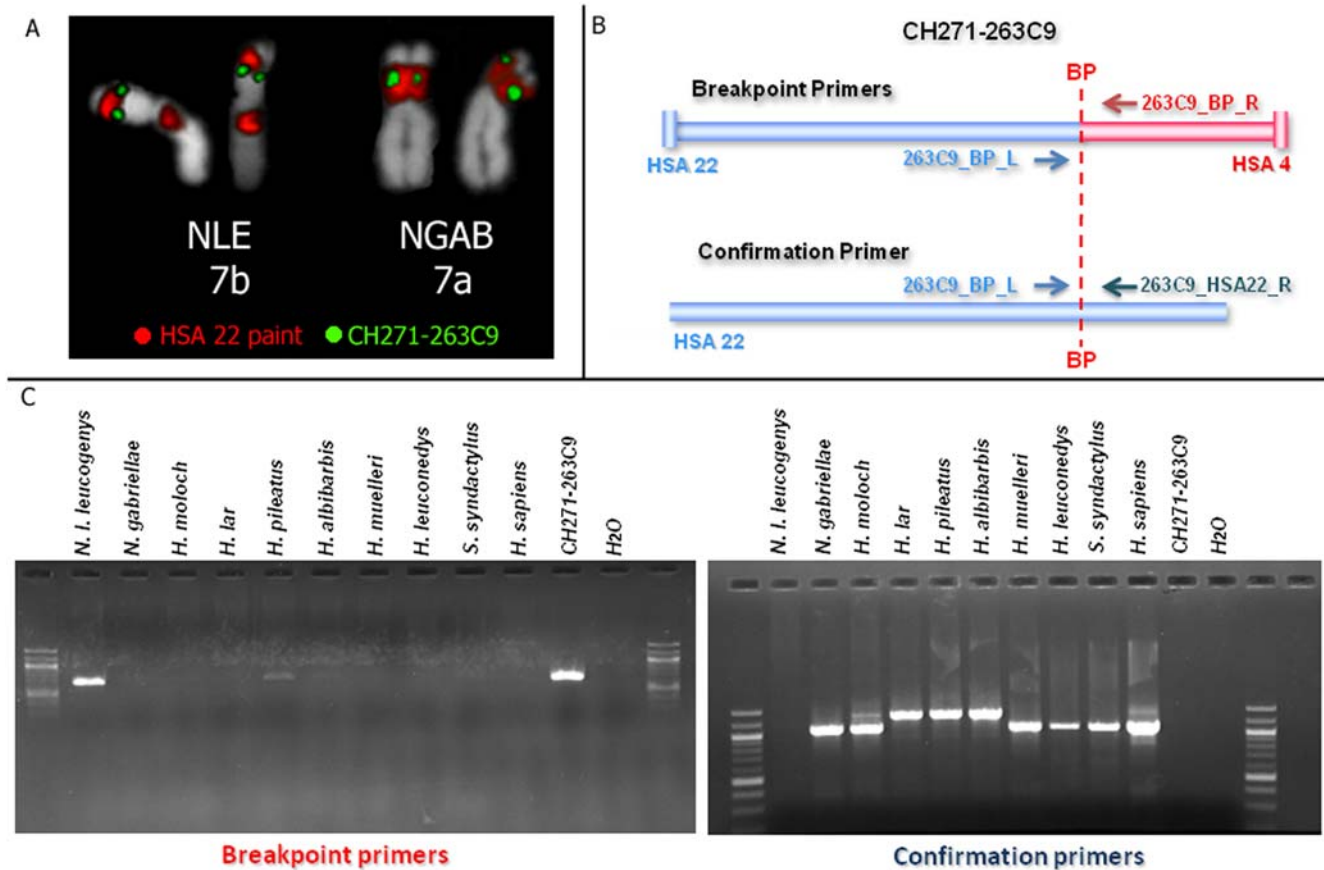 A
NLE
7b
NGAB
7a
HSA 22 paint
CH271-263C9
B
CH271-263C9
BP
Breakpoint Primers
263C9_BP_R
263C9_BP_L
HSA 22
HSA 4
Confirmation Primer
263C9_BP_L
263C9_HSA22_R
HSA 22
BP
C
N. l. leucogenys
N. gabriellae
H. moloch
H. lar
H. pileatus
H. albibarbis
H. muelleri
H. leuconedys
S. syndactylus
H. sapiens
CH271-263C9
H2O
N. l. leucogenys
N. gabriellae
H. moloch
H. lar
H. pileatus
H. albibarbis
H. muelleri
H. leuconedys
S. syndactylus
H. sapiens
CH271-263C9
H2O
Breakpoint primers
Confirmation primers